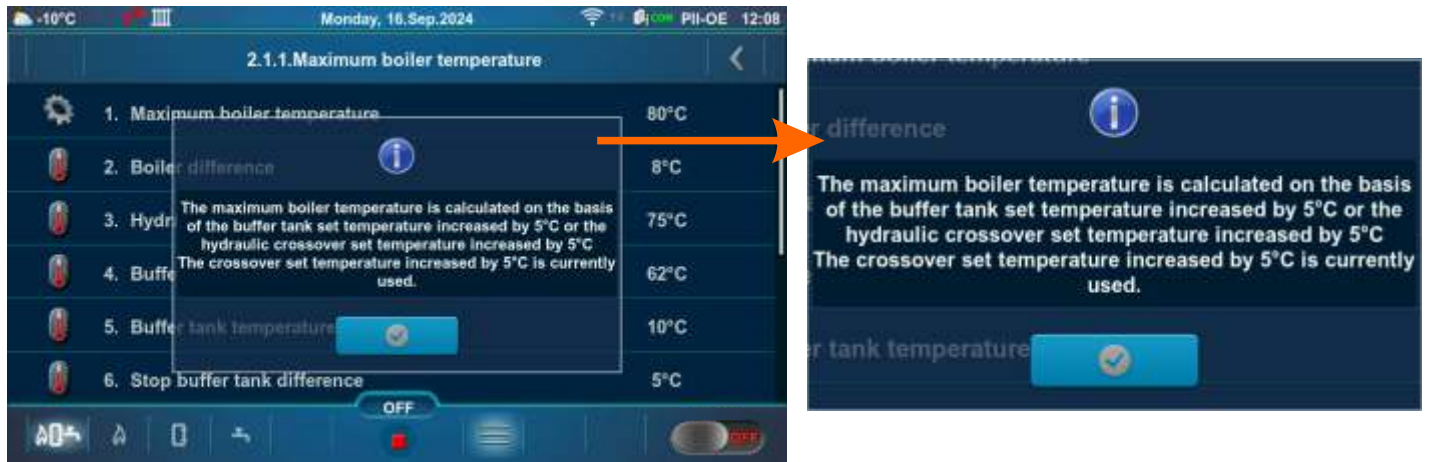 -10°C Monday, 16.Sep.2024 COM PII-OE 12:08
2.1.1.Maximum boiler temperature
1. Maximum boiler temperature 80°C
2. Boiler difference 8°C
3. Hydr 75°C
4. Buffe 62°C
5. Buffer tank temperature 10°C
6. Stop buffer tank difference 5°C
The maximum boiler temperature is calculated on the basis
of the buffer tank set temperature increased by 5°C or the
hydraulic crossover set temperature increased by 5°C
The crossover set temperature increased by 5°C is currently
used.
OFF
OFF
num boiler temperature
r difference
The maximum boiler temperature is calculated on the basis
of the buffer tank set temperature increased by 5°C or the
hydraulic crossover set temperature increased by 5°C
The crossover set temperature increased by 5°C is currently
used.
r tank temperature